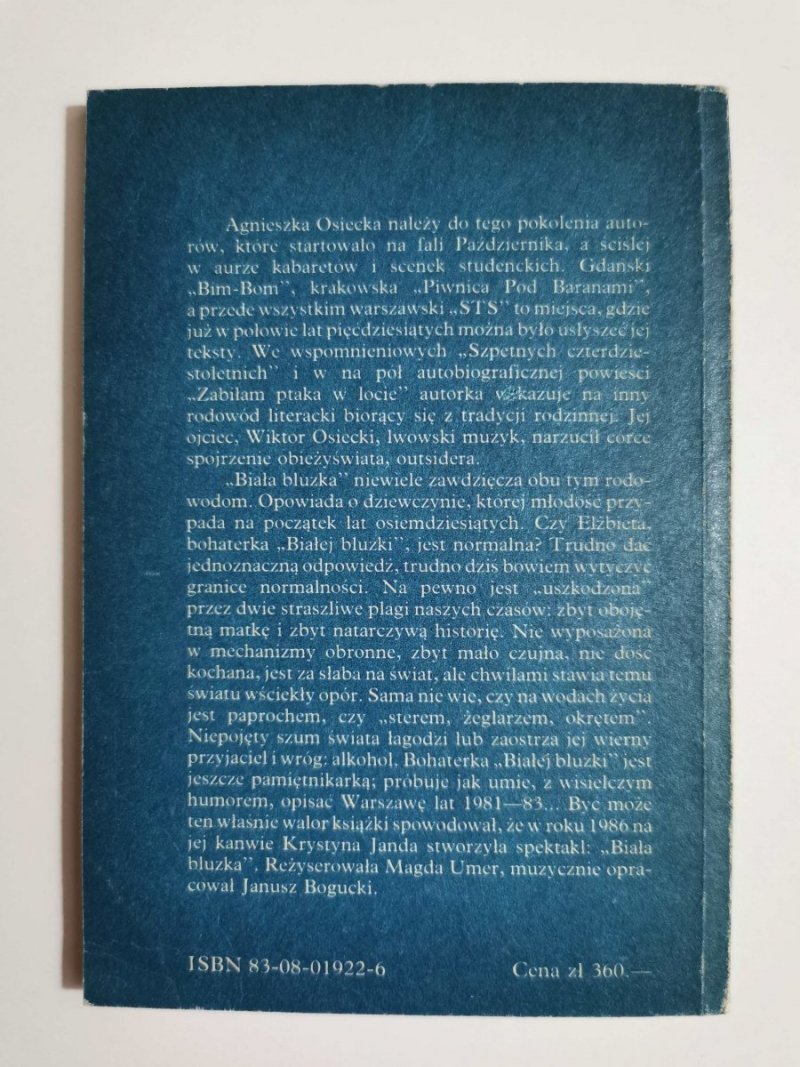 Agnieszka Osiecka należy do tego pokolenia auto-
rów, które startowało na fali Października, a ściślej
w aurze kabaretów i scenek studenckich. Gdański
„Bim-Bom", krakowska „Piwnica Pod Baranami",
a przede wszystkim warszawski „STS" to miejsca, gdzie
już w połowie lat pięćdziesiątych można było usłyszeć jej
teksty. We wspomnieniowych „Szpetnych czterdzie-
stoletnich" i w na pół autobiograficznej powieści
„Zabiłam ptaka w locie" autorka wskazuje na inny
rodowód literacki biorący się z tradycji rodzinnej. Jej
ojciec, Wiktor Osiecki, lwowski muzyk, narzucił córce
spojrzenie obieżyświata, outsidera.
„Biała bluzka" niewiele zawdzięcza obu tym rodo-
wodom. Opowiada o dziewczynie, której młodość przy-
pada na początek lat osiemdziesiątych. Czy Elżbieta,
bohaterka „Białej bluzki", jest normalna? Trudno dać
jednoznaczną odpowiedź, trudno dziś bowiem wytyczyć
granice normalności. Na pewno jest „uszkodzona"
przez dwie straszliwe plagi naszych czasów: zbyt obojęt-
tną matkę i zbyt natarczywą historię. Nie wyposażona
w mechanizmy obronne, zbyt mało czujna, nie dość
kochana, jest za słaba na świat, ale chwilami stawia temu
światu wściekły opór. Sama nie wie, czy na wodach życia
jest paprochem, czy „sterem, żeglarzem, okrętem".
Niepojęty szum świata łagodzi lub zaostrza jej wierny
przyjaciel i wróg: alkohol. Bohaterka „Białej bluzki" jest
jeszcze pamiętnikarką; próbuje jak umie, z wisielczym
humorem, opisać Warszawę lat 1981—83... Być może
ten właśnie walor książki spowodował, że w roku 1986 na
jej kanwie Krystyna Janda stworzyła spektakl: „Biała
bluzka". Reżyserowała Magda Umer, muzycznie opra-
cował Janusz Bogucki.
ISBN 83-08-01922-6 Cena zł 360.—